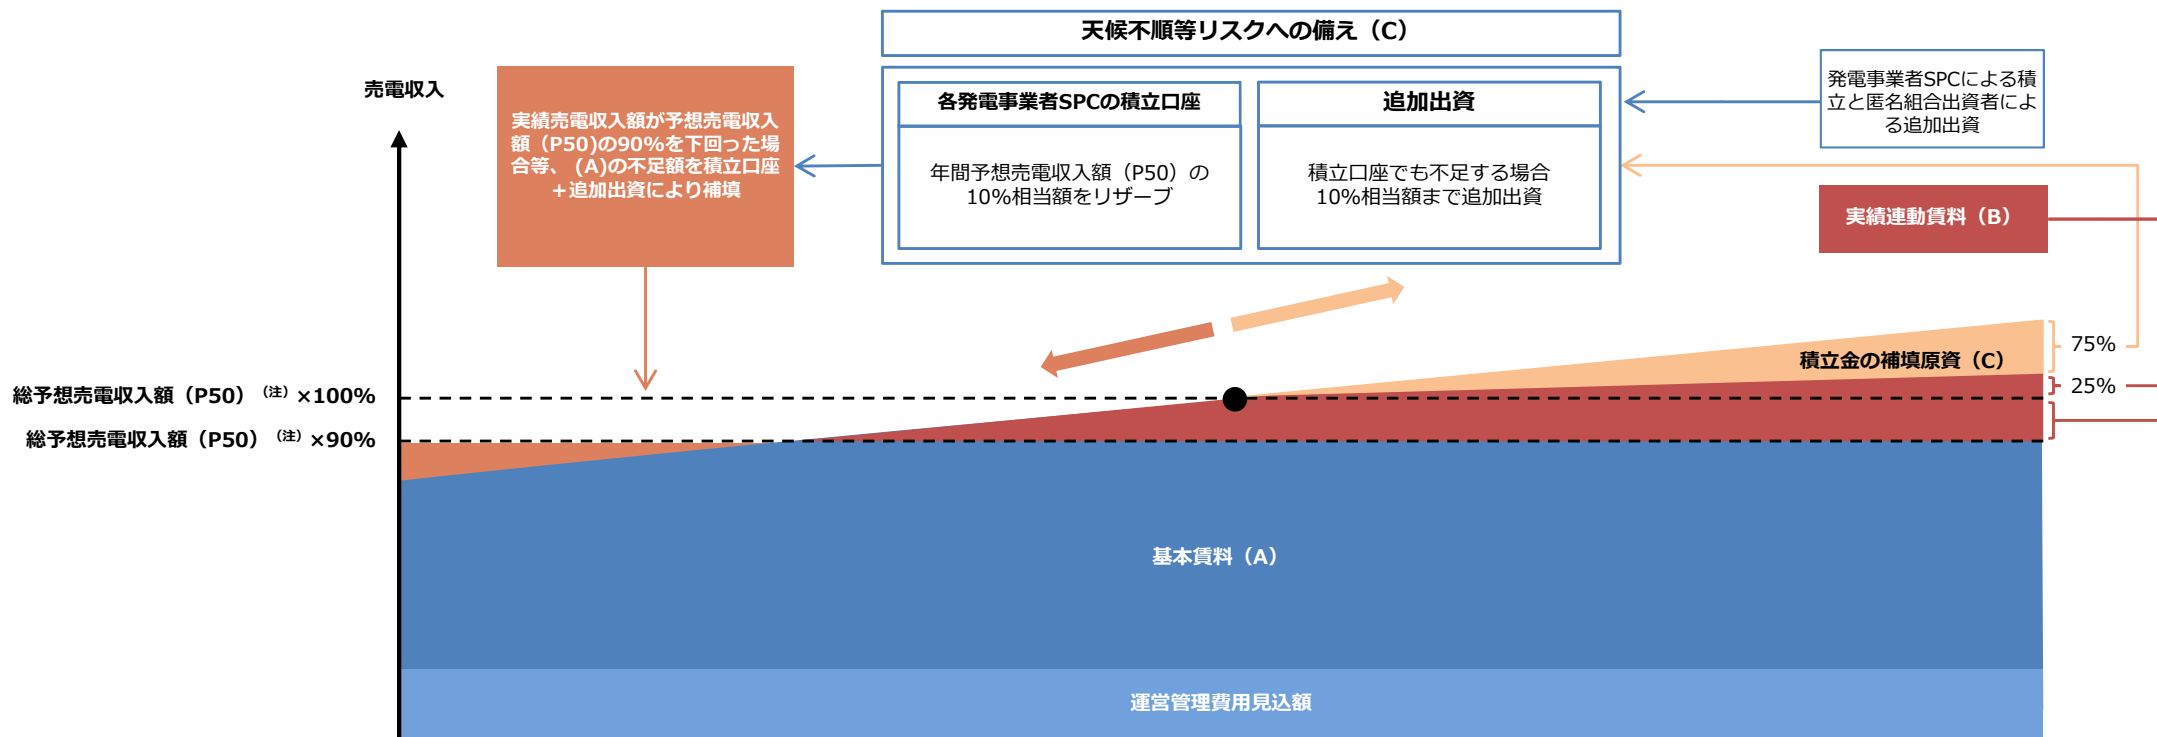 天候不順等リスクへの備え（C）
売電収入
実績売電収入額が予想売電収入
額（P50)の90%を下回った場
合等、 (A)の不足額を積立口座
＋追加出資により補填
各発電事業者SPCの積立口座
年間予想売電収入額（P50）の
10%相当額をリザーブ
追加出資
積立口座でも不足する場合
10%相当額まで追加出資
発電事業者SPCによる積
立と匿名組合出資者によ
る追加出資
実績連動賃料（B）
75%
積立金の補填原資（C）
25%
総予想売電収入額（P50）（注）×100%
総予想売電収入額（P50）（注）×90%
基本賃料（A）
運営管理費用見込額